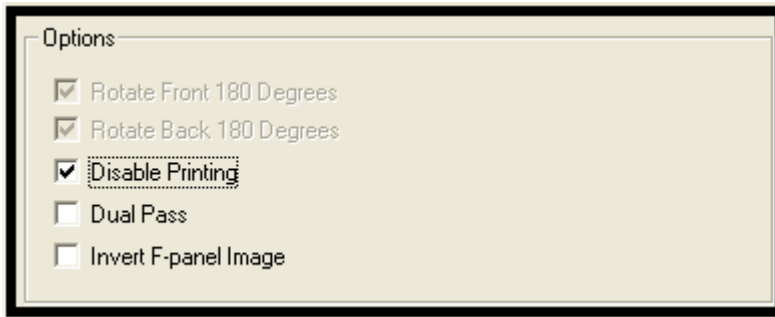 Options
Rotate Front 180 Degrees
Rotate Back 180 Degrees
Disable Printing
Dual Pass
Invert F-panel Image